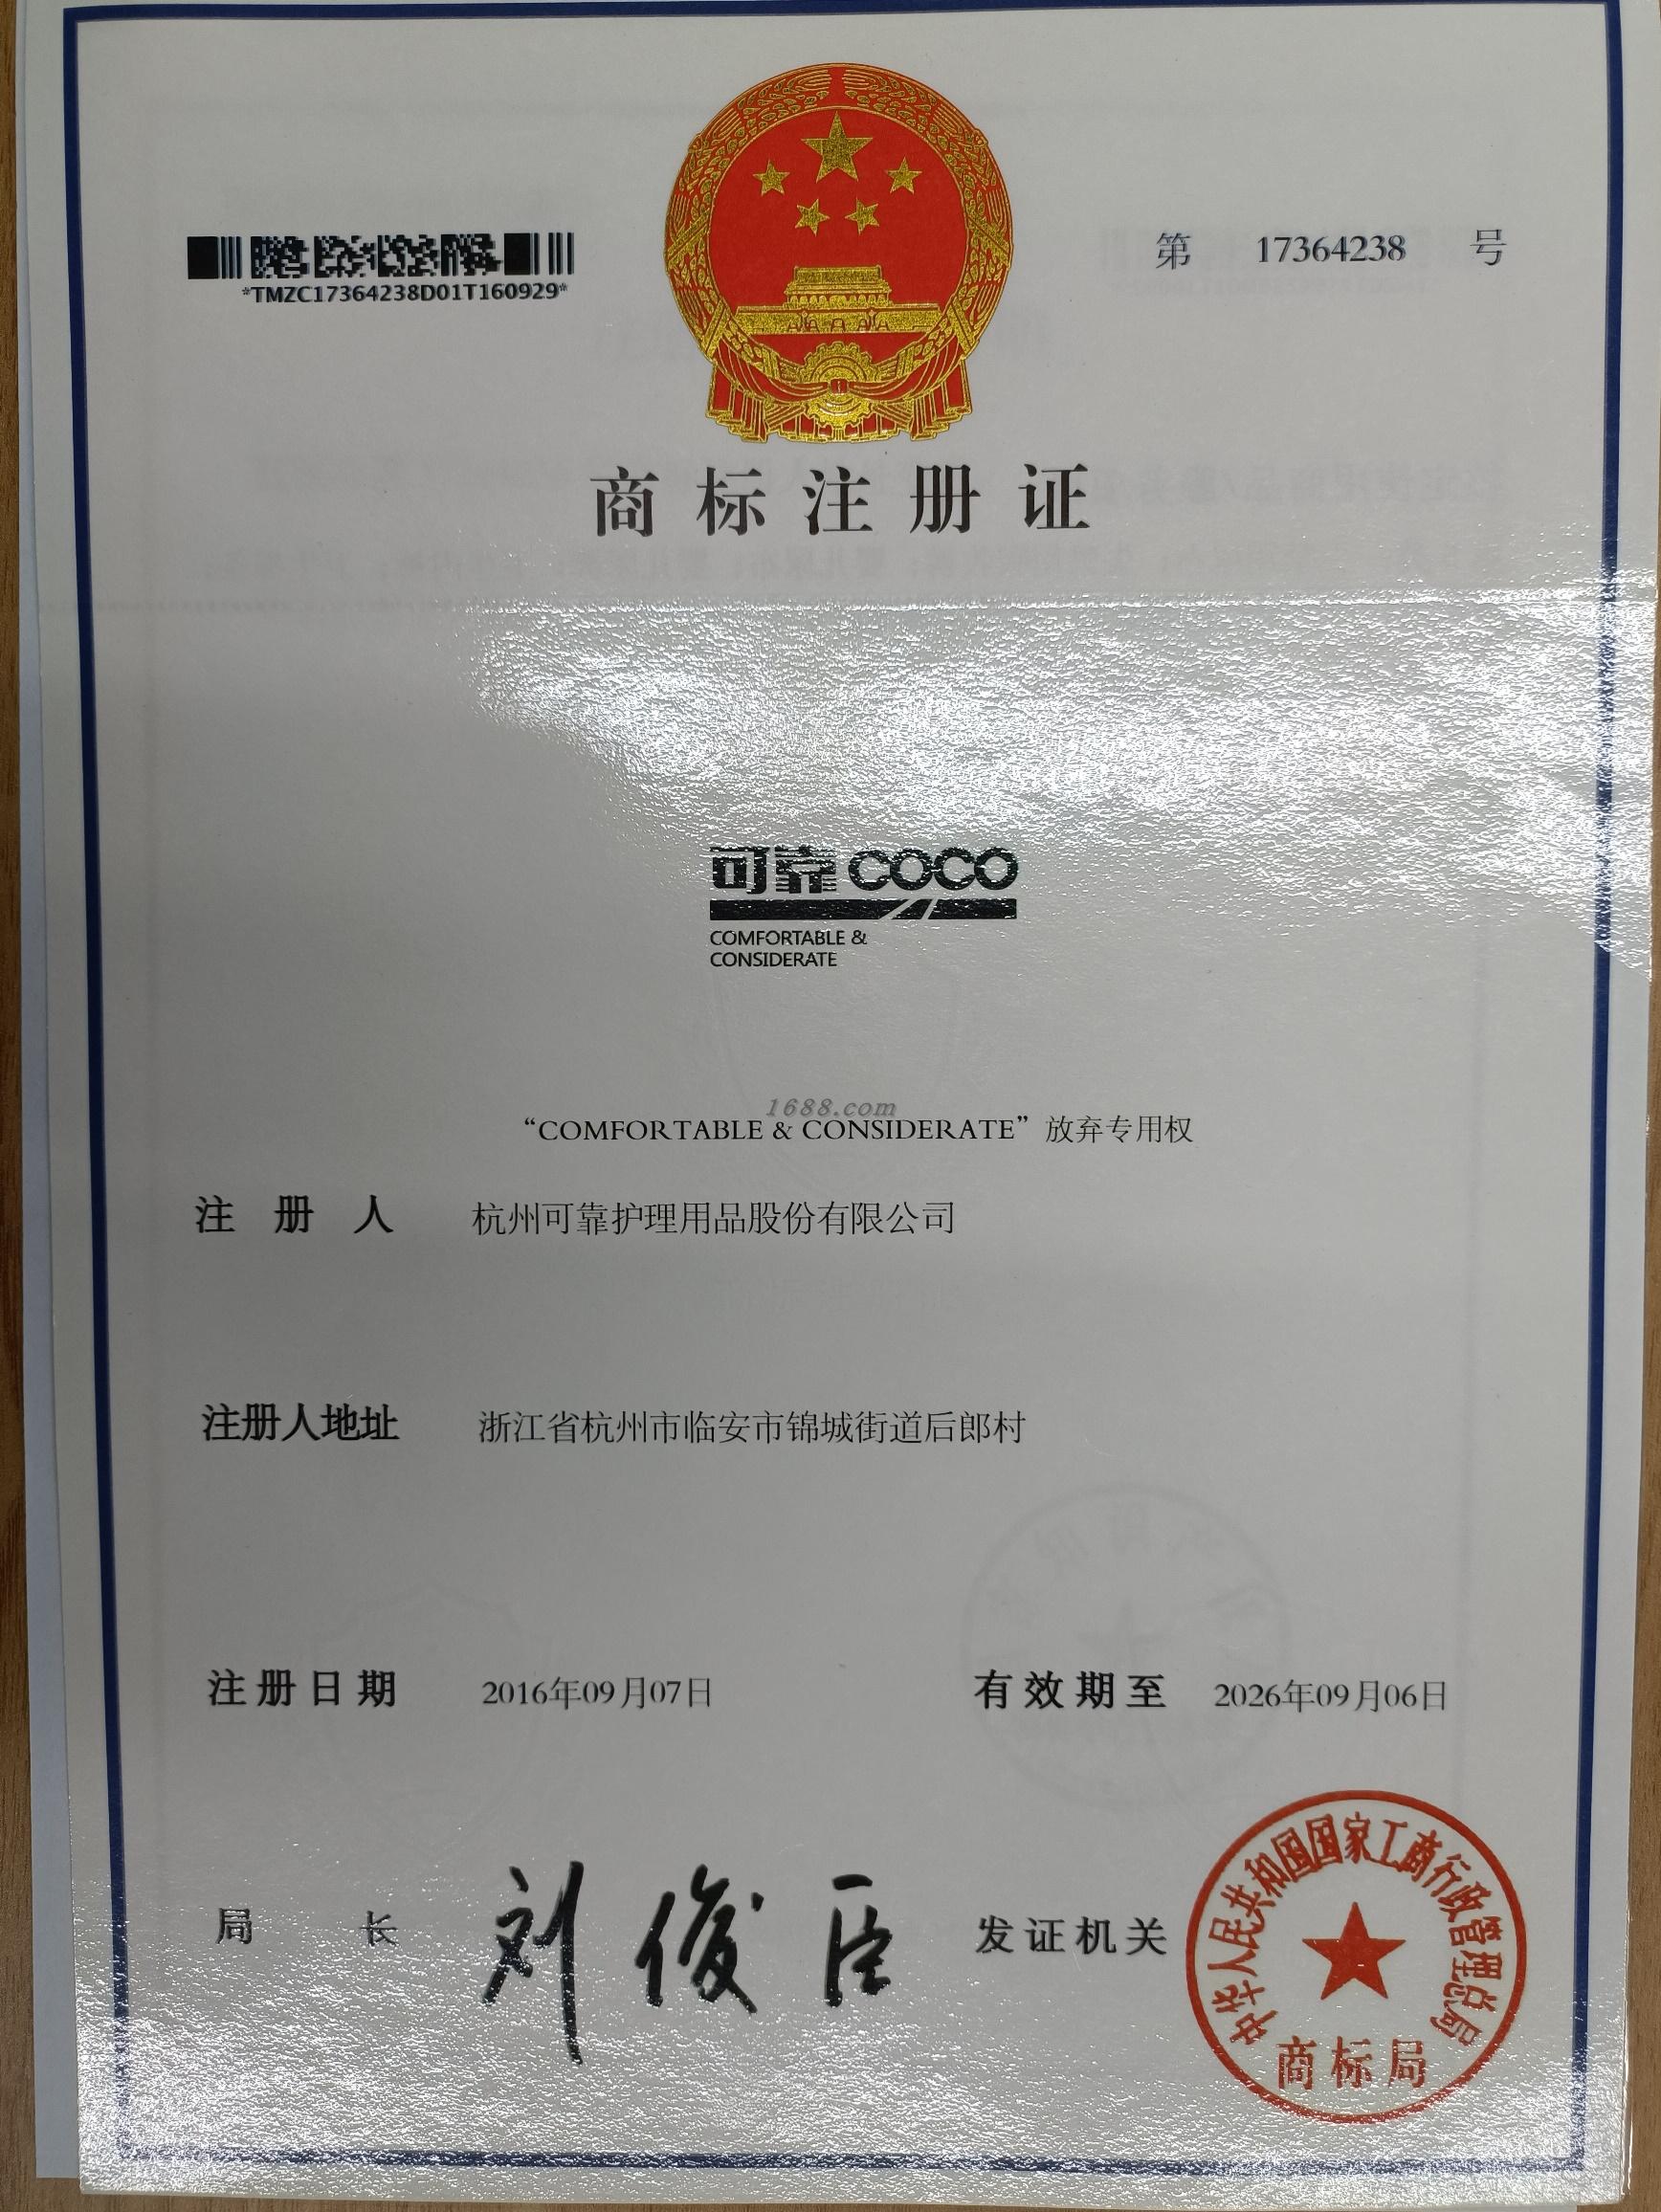 第 17364238 号
*TMZC17364238D01T160929*
商标注册证
可靠 COCO
COMFORTABLE &
CONSIDERATE
1688.com
“COMFORTABLE & CONSIDERATE”放弃专用权
注册人 杭州可靠护理用品股份有限公司
注册人地址 浙江省杭州市临安市锦城街道后郎村
注册日期 2016年09月07日 有效期至 2026年09月06日
局长 刘俊臣 发证机关
中华人民共和国国家工商行政管理总局
商标局